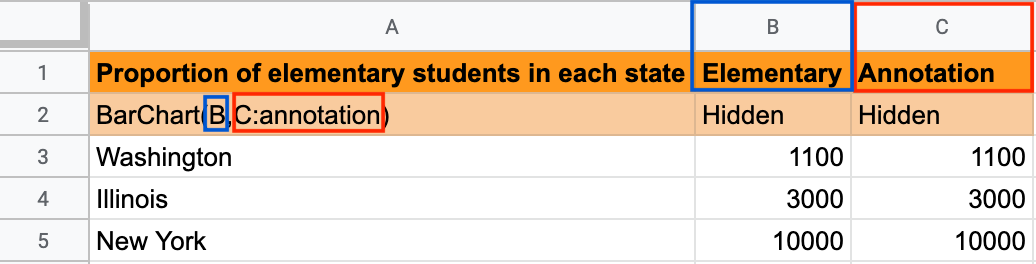 A B C
1 Proportion of elementary students in each state Elementary Annotation
2 BarChart(B,C:annotation) Hidden Hidden
3 Washington 1100 1100
4 Illinois 3000 3000
5 New York 10000 10000